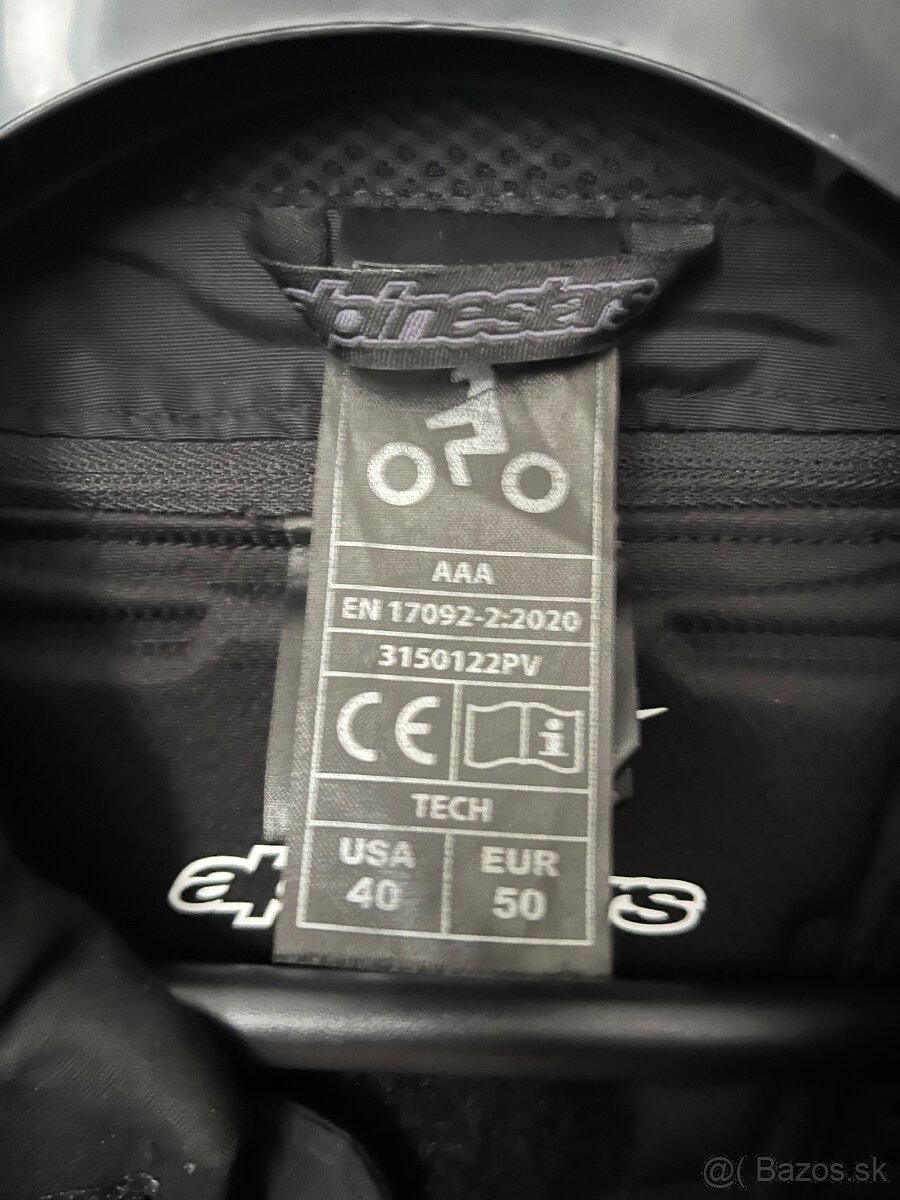 alpinestars
AAA
EN 17092-2:2020
3150122PV
CE
i
TECH
USA
40
EUR
50
@( Bazos.sk